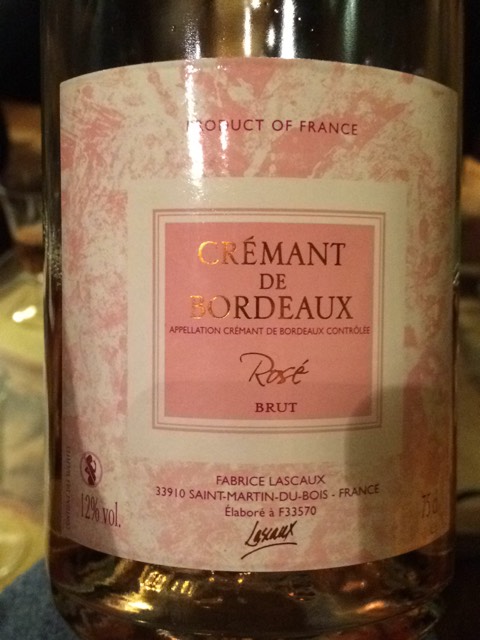 PRODUCT OF FRANCE
CRÉMANT
DE
BORDEAUX
APPELLATION CRÉMANT DE BORDEAUX CONTRÔLÉE
Rosé
BRUT
FABRICE LASCAUX
33910 SAINT-MARTIN-DU-BOIS - FRANCE
Élaboré à F33570
12% vol.
Lascaux
75